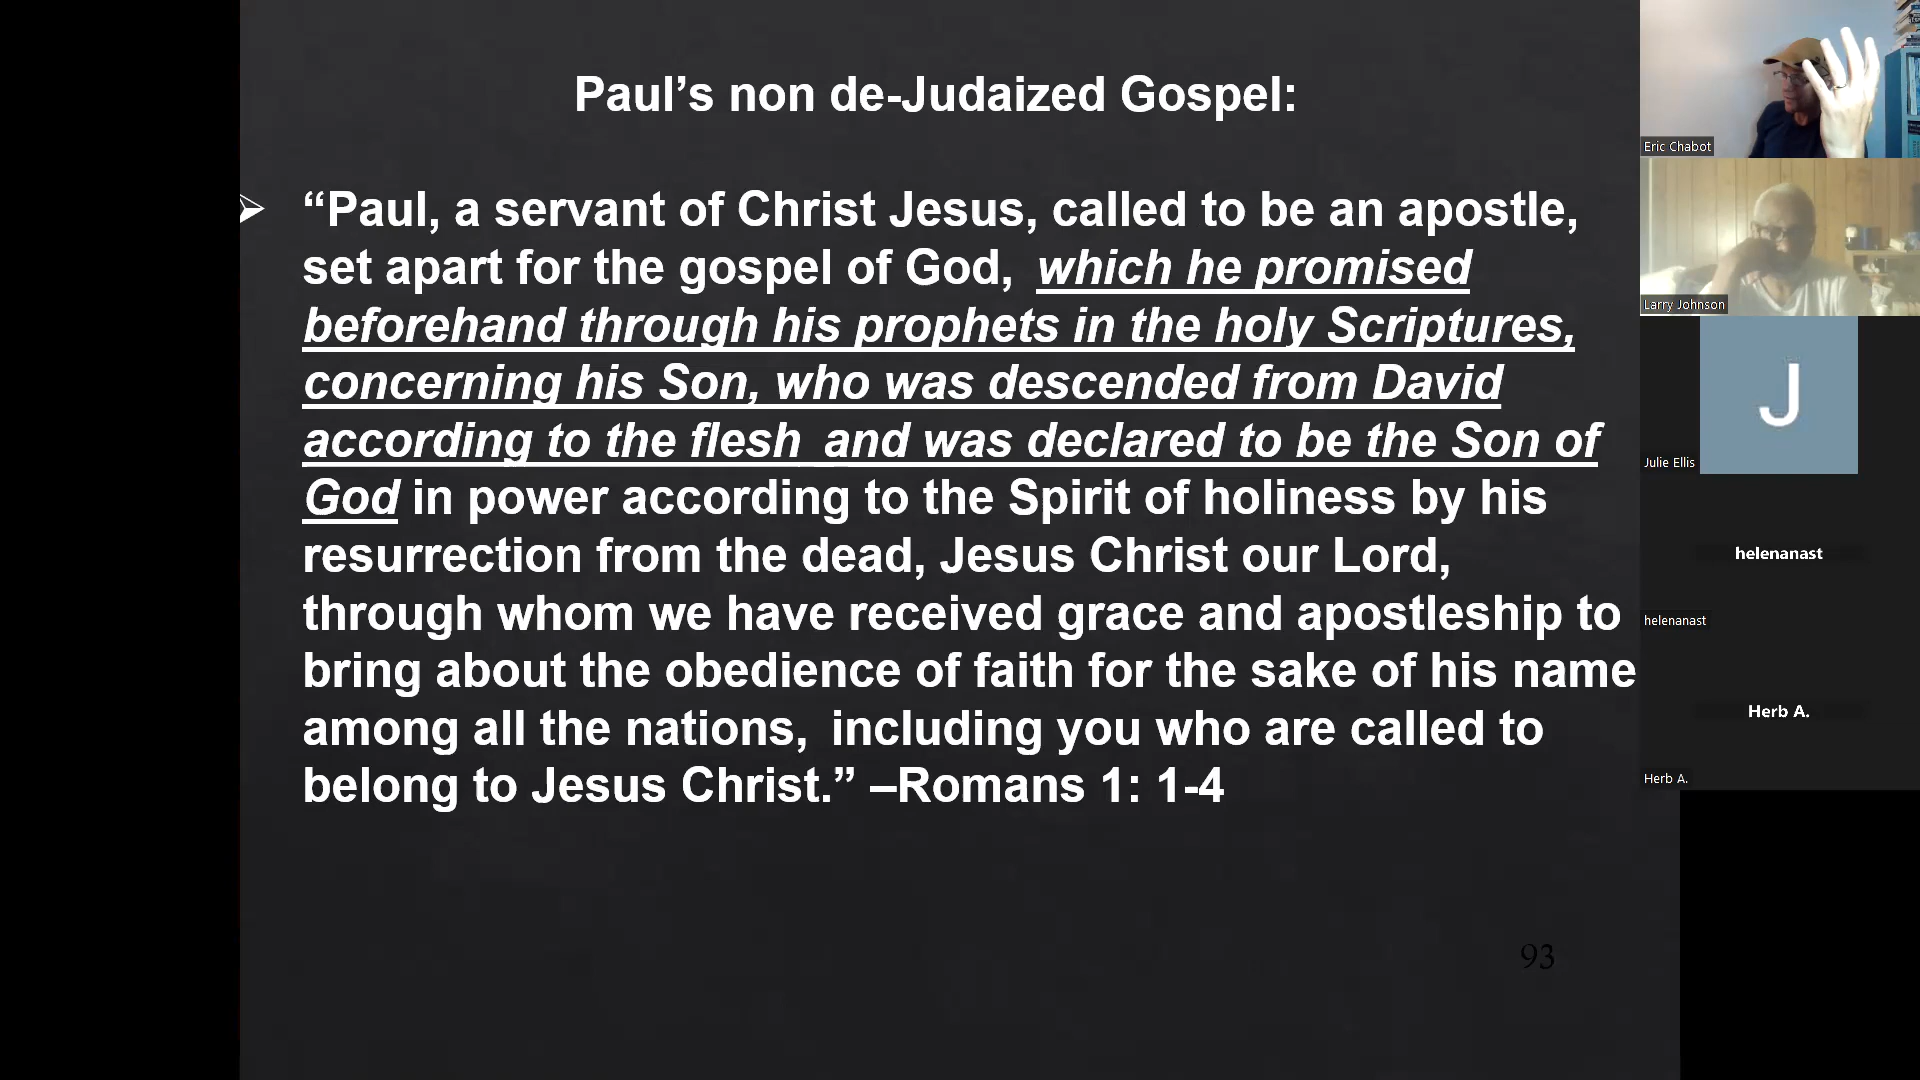 Paul’s non de-Judaized Gospel:
“Paul, a servant of Christ Jesus, called to be an apostle,
set apart for the gospel of God, which he promised
beforehand through his prophets in the holy Scriptures,
concerning his Son, who was descended from David
according to the flesh and was declared to be the Son of
God in power according to the Spirit of holiness by his
resurrection from the dead, Jesus Christ our Lord,
through whom we have received grace and apostleship to
bring about the obedience of faith for the sake of his name
among all the nations, including you who are called to
belong to Jesus Christ.” –Romans 1: 1-4
93
Eric Chabot
Larry Johnson
J
Julie Ellis
helenanast
helenanast
Herb A.
Herb A.